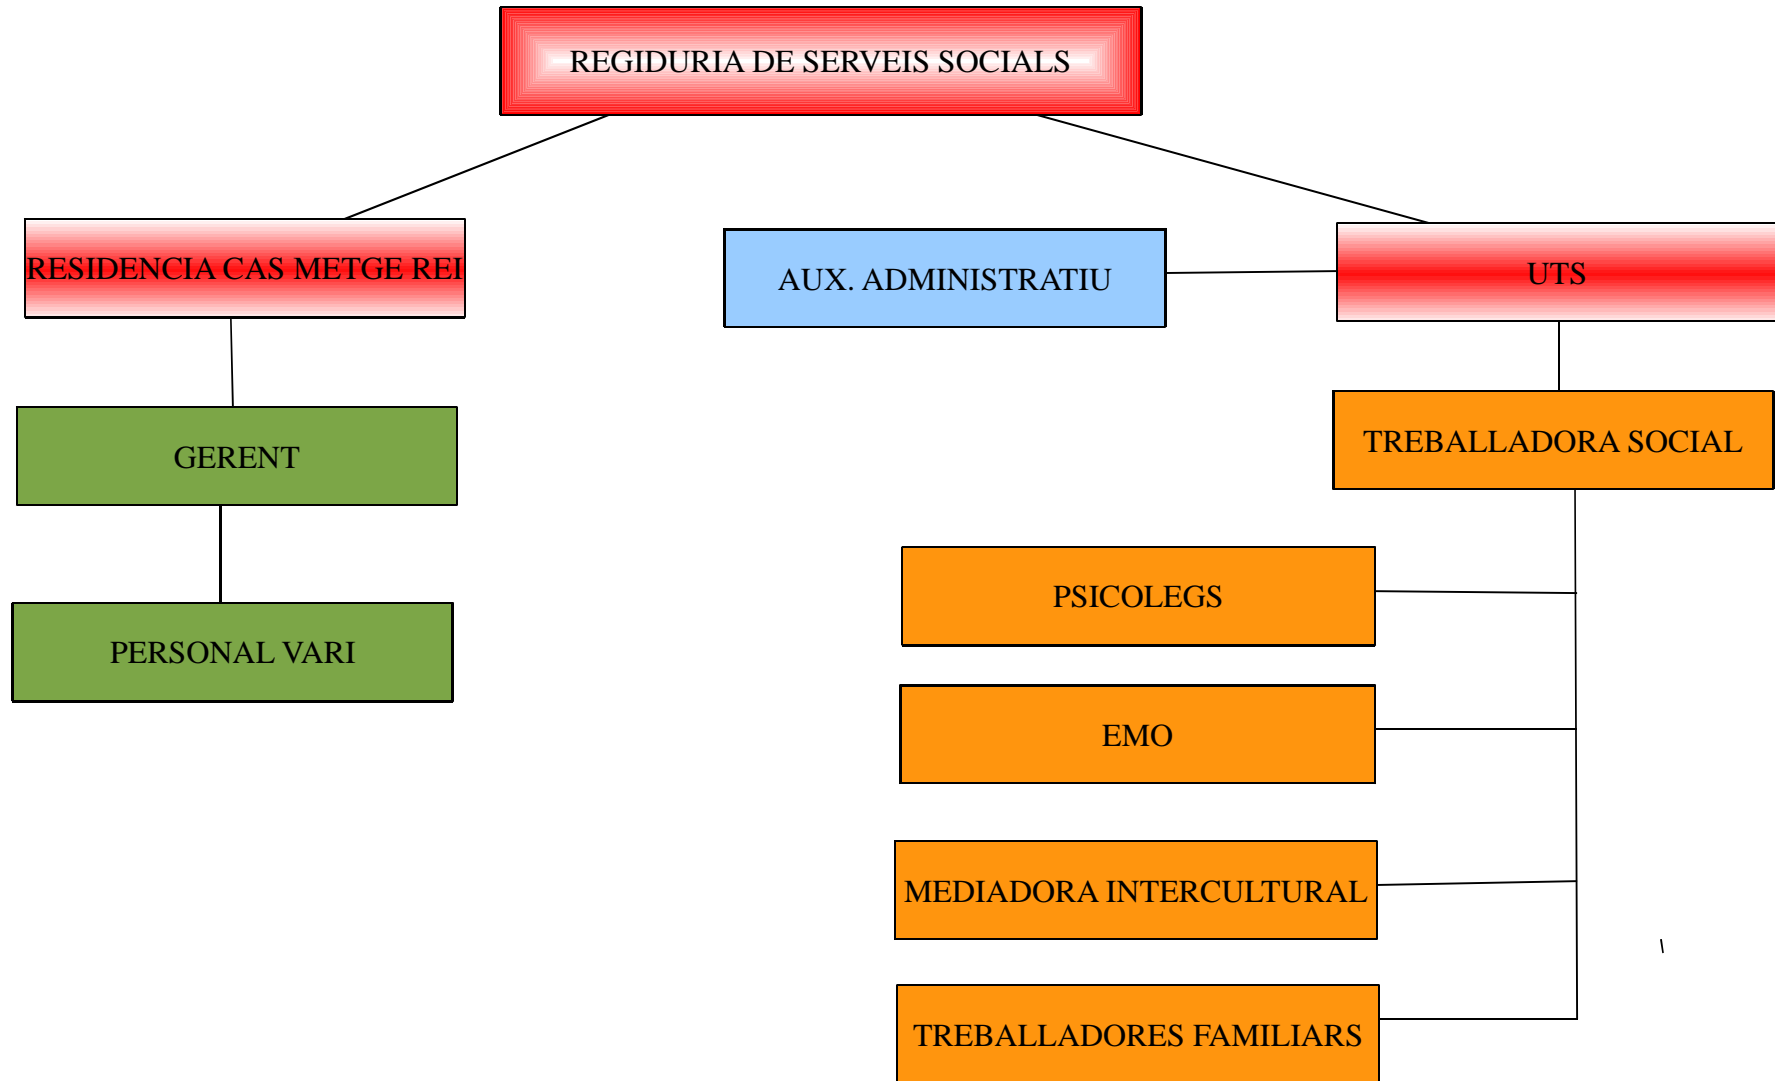 REGIDURIA DE SERVEIS SOCIALS
RESIDENCIA CAS METGE REI
AUX. ADMINISTRATIU
UTS
GERENT
TREBALLADORA SOCIAL
PSICOLEGS
PERSONAL VARI
EMO
MEDIADORA INTERCULTURAL
TREBALLADORES FAMILIARS